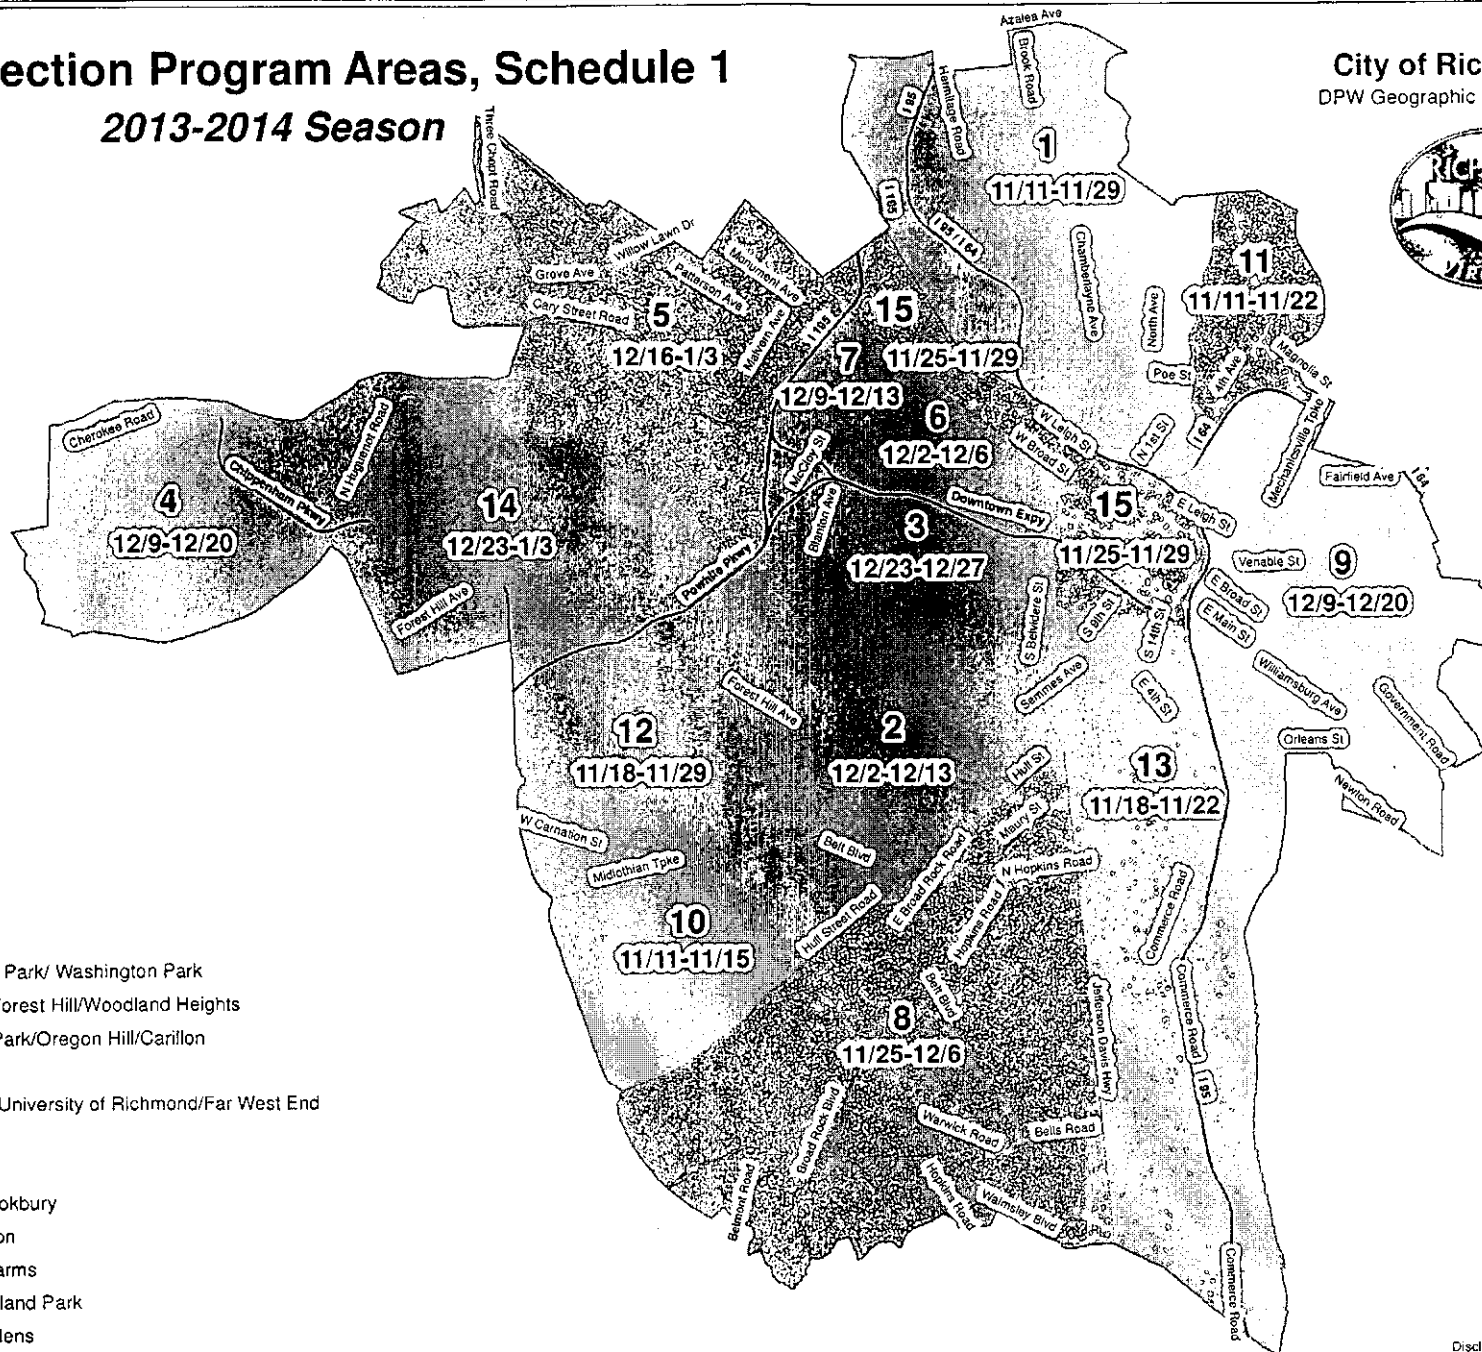 ection Program Areas, Schedule 1
2013-2014 Season
City of Ric
DPW Geographic
RICH
Azalea Ave
Brook Road
Hermitage Road
I 95
1
11/11-11/29
Three Chopt Road
I 195
I 95 / I 64
Willow Lawn Dr
Chamberlayne Ave
11
11/11-11/22
Monument Ave
Grove Ave
Patterson Ave
Cary Street Road
5
12/16-1/3
Malvern Ave
I 195
15
11/25-11/29
North Ave
Magnolia St
4th Ave
Poe St
7
12/9-12/13
6
12/2-12/6
W Leigh St
W Broad St
N 1st St
I 64
Mechanicsville Tpke
Fairfield Ave
I 64
Cherokee Road
N Huguenot Road
Chippenham Pkwy
4
12/9-12/20
14
12/23-1/3
McCloy St
Blanton Ave
Downtown Expy
3
12/23-12/27
15
11/25-11/29
E Leigh St
Venable St
9
12/9-12/20
Powhite Pkwy
Forest Hill Ave
S Belvidere St
S 8th St
S 14th St
E Broad St
E Main St
Semmes Ave
E 4th St
Williamsburg Ave
Government Road
Orleans St
Newton Road
Forest Hill Ave
12
11/18-11/29
2
12/2-12/13
Hull St
13
11/18-11/22
Maury St
W Carnation St
Midlothian Tpke
Belt Blvd
E Broad Rock Road
N Hopkins Road
Hopkins Road
Commerce Road
10
11/11-11/15
Hull Street Road
Belt Blvd
Jefferson Davis Hwy
Commerce Road
8
11/25-12/6
I 95
Broad Rock Blvd
Warwick Road
Bells Road
Belmont Road
Hopkins Road
Walmsley Blvd
Commerce Road
Park/ Washington Park
Forest Hill/Woodland Heights
Park/Oregon Hill/Carillon
University of Richmond/Far West End
okbury
on
arms
land Park
lens
Discl